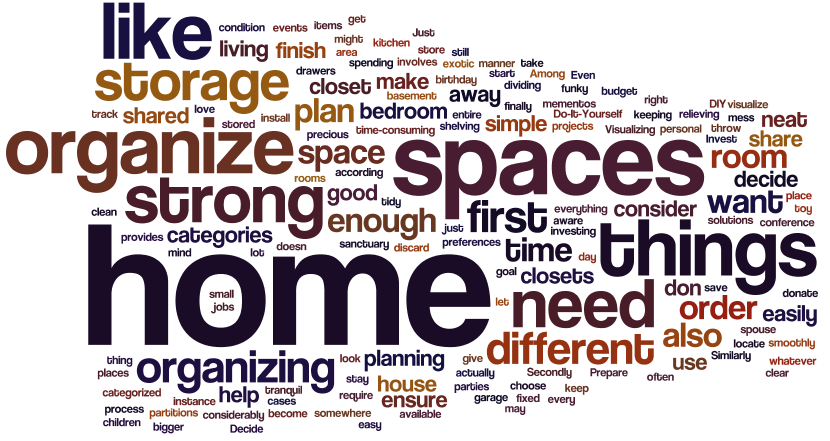 like
condition
events
items
get
Just
living
finish
might
area
kitchen
store
still
storage
drawers
spending
involves
exotic
manner
take
closet
make
birthday
start
Among
Even
basement
away
dividing
funky
budget
track
shared
love
stored
install
plan
bedroom
entire
finally
mementos
right
DIY
visualize
precious
shelving
simple
Do-It-Yourself
projects
keeping
relieving
mess
neat
organize
time-consuming
Visualizing
personal
throw
Invest
share
space
according
spaces
room
rooms
decide
strong
good
tidy
want
place
toy
clean
enough
first
everything
aware
investing
consider
solutions
conference
provides
categories
sanctuary
discard
just
preferences
time
day
things
mind
lot
doesn
home
goal
closets
small
jobs
let
need
don
save
donate
order
easily
different
also
spouse
locate
smoothly
thing
places
organizing
look
planning
give
actually
Secondly
Prepare
often
use
Similarly
whatever
clear
categorized
instance
help
tranquil
cases
stay
require
house
ensure
parties
garage
choose
fixed
may
keep
every
process
children
partitions
bigger
considerably
Decide
become
somewhere
easy
available